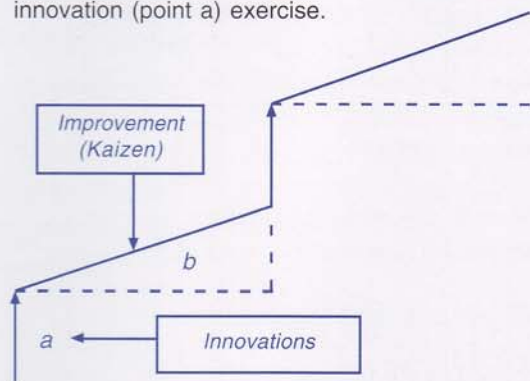 innovation (point a) exercise.
Improvement
(Kaizen)
b
a
Innovations